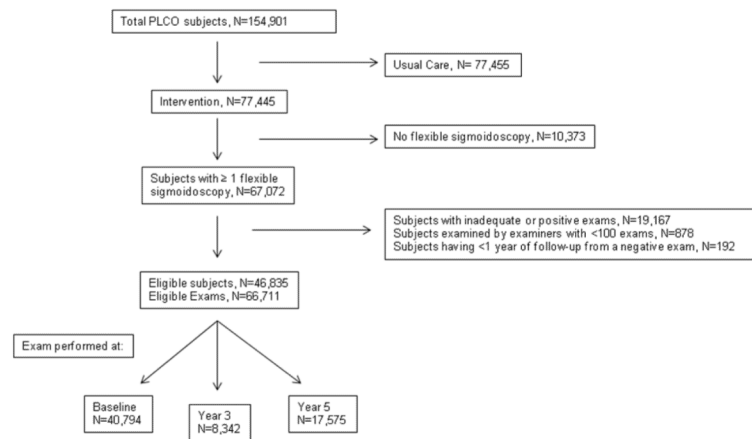 Total PLCO subjects, N=154,901
Usual Care, N= 77,455
Intervention, N=77,445
No flexible sigmoidoscopy, N=10,373
Subjects with ≥ 1 flexible
sigmoidoscopy, N=67,072
Subjects with inadequate or positive exams, N=19,167
Subjects examined by examiners with <100 exams, N=878
Subjects having <1 year of follow-up from a negative exam, N=192
Eligible subjects, N=46,835
Eligible Exams, N=66,711
Exam performed at:
Baseline
N=40,794
Year 3
N=8,342
Year 5
N=17,575